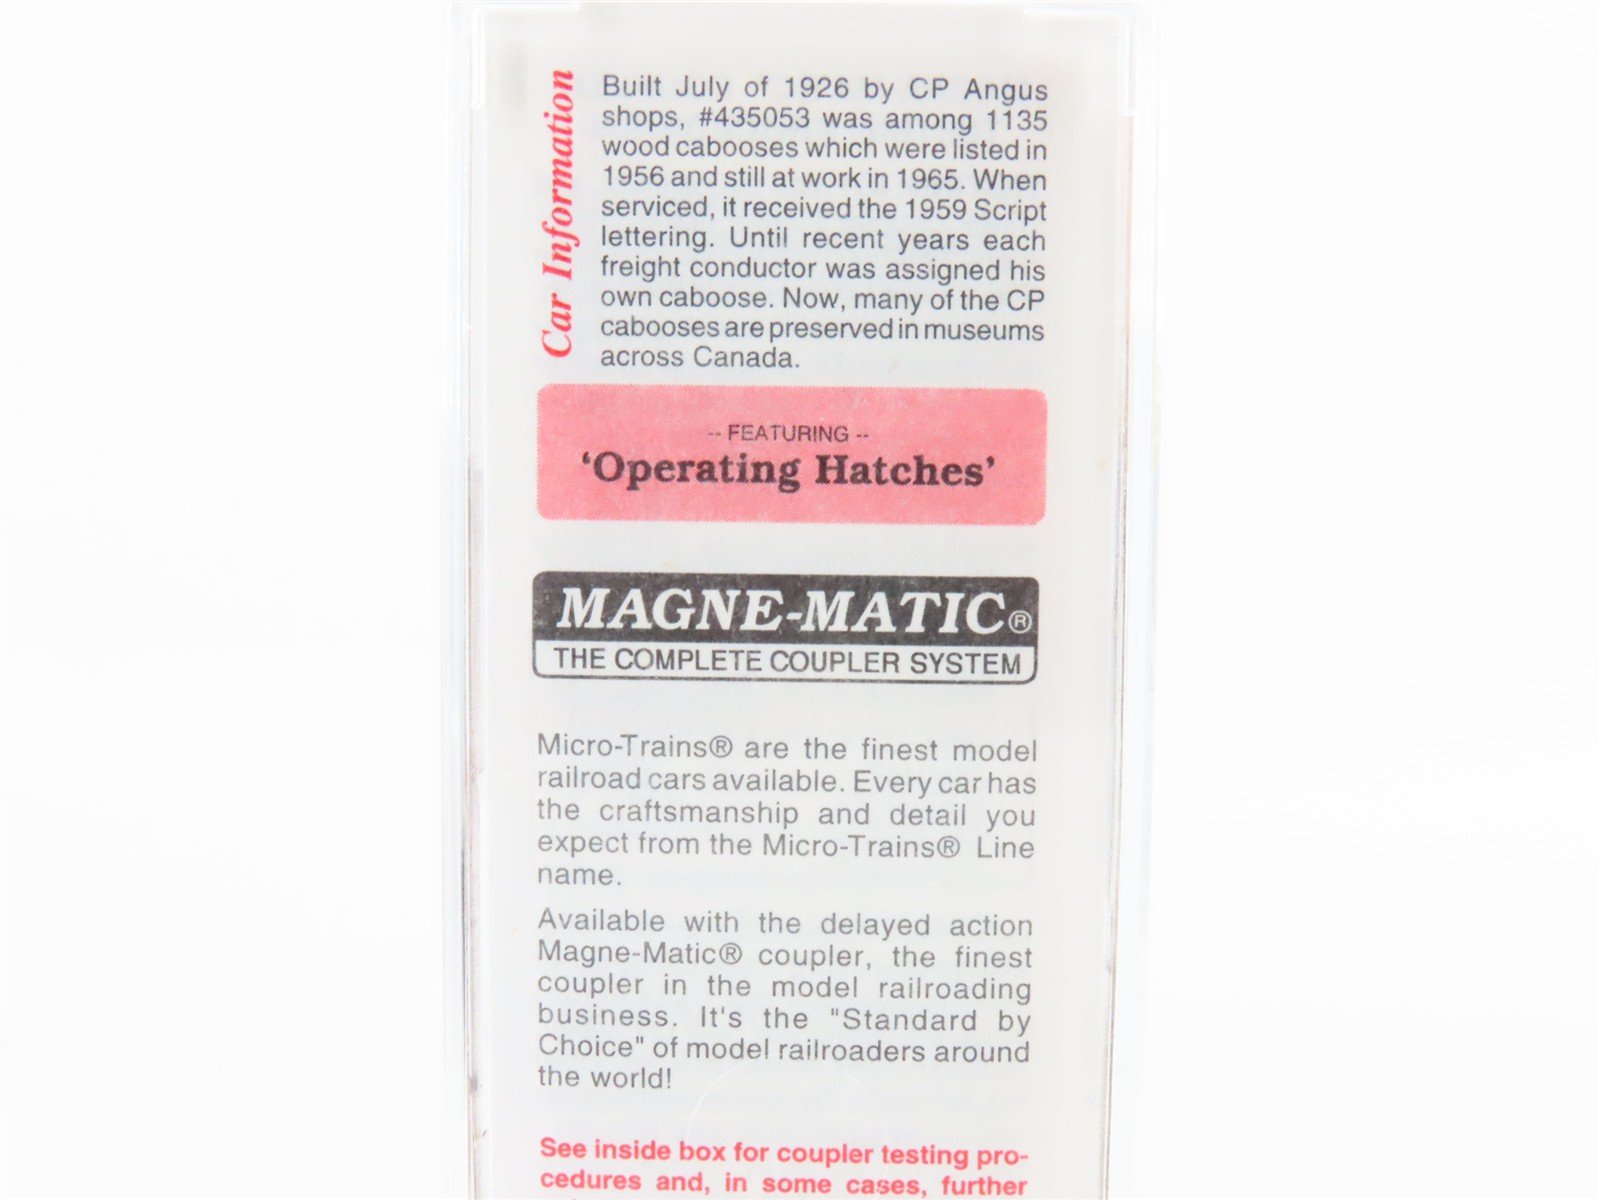 Car Information
Built July of 1926 by CP Angus
shops, #435053 was among 1135
wood cabooses which were listed in
1956 and still at work in 1965. When
serviced, it received the 1959 Script
lettering. Until recent years each
freight conductor was assigned his
own caboose. Now, many of the CP
cabooses are preserved in museums
across Canada.
-- FEATURING --
'Operating Hatches'
MAGNE-MATIC®
THE COMPLETE COUPLER SYSTEM
Micro-Trains® are the finest model
railroad cars available. Every car has
the craftsmanship and detail you
expect from the Micro-Trains® Line
name.
Available with the delayed action
Magne-Matic® coupler, the finest
coupler in the model railroading
business. It's the "Standard by
Choice" of model railroaders around
the world!
See inside box for coupler testing pro-
cedures and, in some cases, further